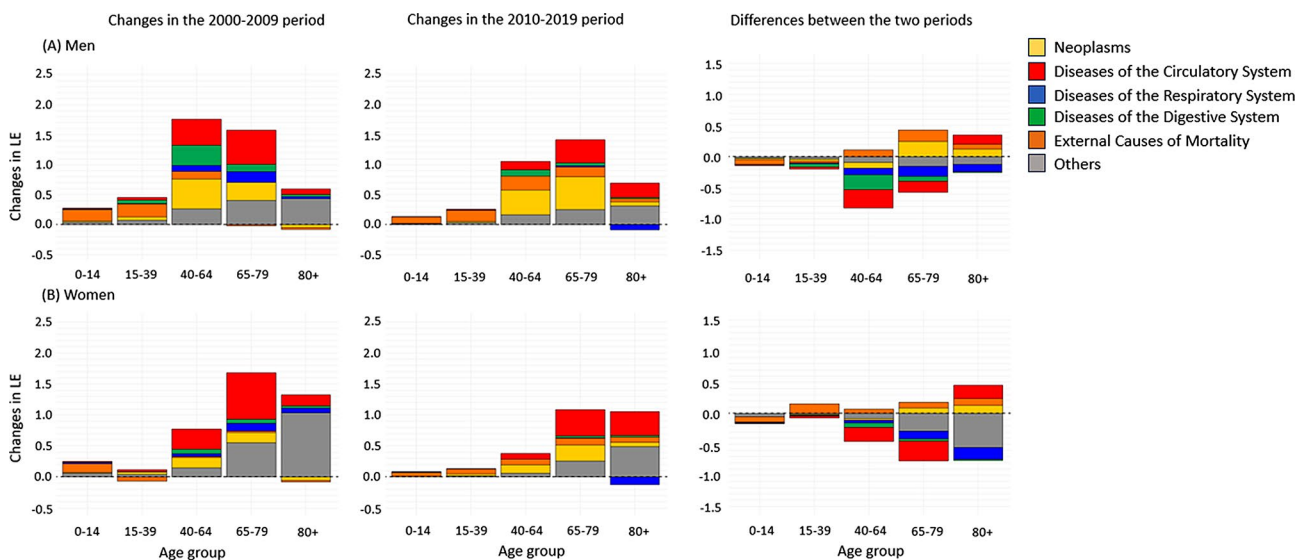 Changes in the 2000-2009 period
Changes in the 2010-2019 period
Differences between the two periods
(A) Men
Neoplasms
Diseases of the Circulatory System
Diseases of the Respiratory System
Diseases of the Digestive System
External Causes of Mortality
Others
Changes in LE
2.5
2.0
1.5
1.0
0.5
0.0
-0.5
0-14 15-39 40-64 65-79 80+
2.5
2.0
1.5
1.0
0.5
0.0
-0.5
0-14 15-39 40-64 65-79 80+
1.5
1.0
0.5
0.0
-0.5
-1.0
-1.5
0-14 15-39 40-64 65-79 80+
(B) Women
Changes in LE
2.5
2.0
1.5
1.0
0.5
0.0
-0.5
0-14 15-39 40-64 65-79 80+
Age group
2.5
2.0
1.5
1.0
0.5
0.0
-0.5
0-14 15-39 40-64 65-79 80+
Age group
1.5
1.0
0.5
0.0
-0.5
-1.0
-1.5
0-14 15-39 40-64 65-79 80+
Age group